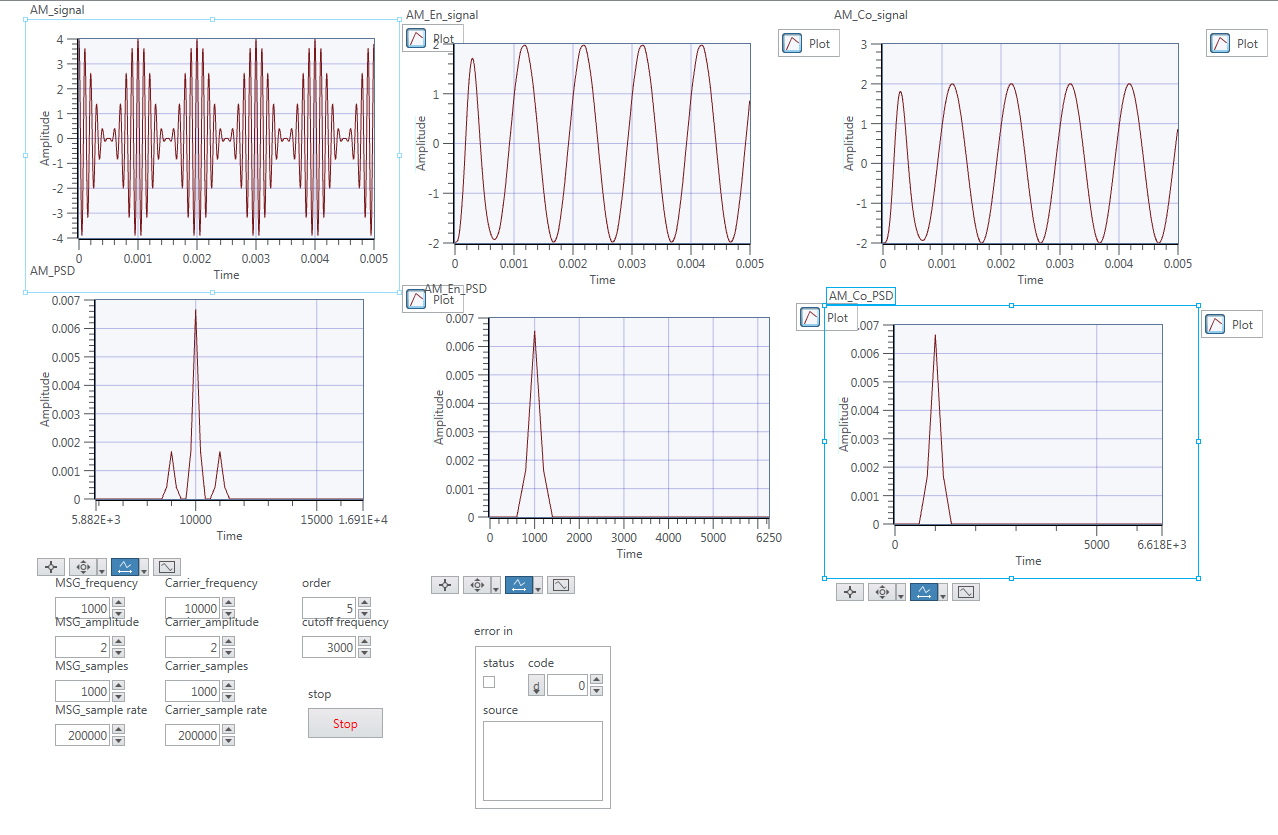 AM_signal
4
3
2
1
0
-1
-2
-3
-4
Amplitude
0 0.001 0.002 0.003 0.004 0.005
Time
AM_En_signal
Plot
2
1
0
-1
-2
Amplitude
0 0.001 0.002 0.003 0.004 0.005
Time
Plot
AM_Co_signal
3
2
1
0
-1
-2
Amplitude
0 0.001 0.002 0.003 0.004 0.005
Time
Plot
AM_PSD
0.007
0.006
0.005
0.004
0.003
0.002
0.001
0
Amplitude
5.882E+3 10000 15000 1.691E+4
Time
Plot
AM_En_PSD
0.007
0.006
0.005
0.004
0.003
0.002
0.001
0
Amplitude
0 1000 2000 3000 4000 5000 6250
Time
Plot
AM_Co_PSD
.007
0.006
0.005
0.004
0.003
0.002
0.001
0
Amplitude
0 5000 6.618E+3
Time
Plot
MSG_frequency Carrier_frequency order
1000 10000 5
MSG_amplitude Carrier_amplitude cutoff frequency
2 2 3000
MSG_samples Carrier_samples
1000 1000
MSG_sample rate Carrier_sample rate
200000 200000
stop
Stop
error in
status code
d 0
source